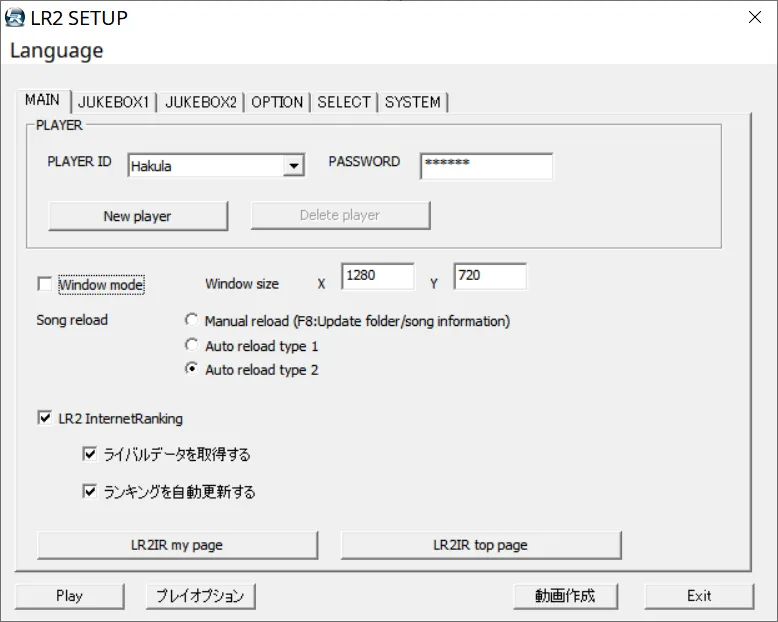 LR2 SETUP
Language
MAIN JUKEBOX1 JUKEBOX2 OPTION SELECT SYSTEM
PLAYER
PLAYER ID Hakula PASSWORD ******
New player Delete player
Window mode Window size X 1280 Y 720
Song reload Manual reload (F8:Update folder/song information)
Auto reload type 1
Auto reload type 2
LR2 InternetRanking
ライバルデータを取得する
ランキングを自動更新する
LR2IR my page LR2IR top page
Play プレイオプション 動画作成 Exit